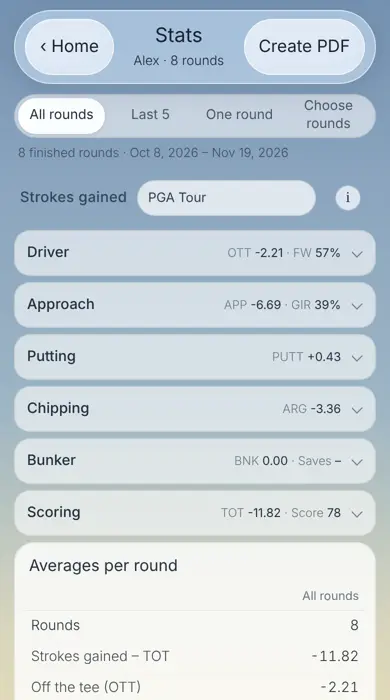 ‹ Home
Stats
Alex · 8 rounds
Create PDF
All rounds
Last 5
One round
Choose
rounds
8 finished rounds · Oct 8, 2026 – Nov 19, 2026
Strokes gained
PGA Tour
i
Driver OTT -2.21 · FW 57%
Approach APP -6.69 · GIR 39%
Putting PUTT +0.43
Chipping ARG -3.36
Bunker BNK 0.00 · Saves –
Scoring TOT -11.82 · Score 78
Averages per round
All rounds
Rounds 8
Strokes gained – TOT -11.82
Off the tee (OTT) -2.21